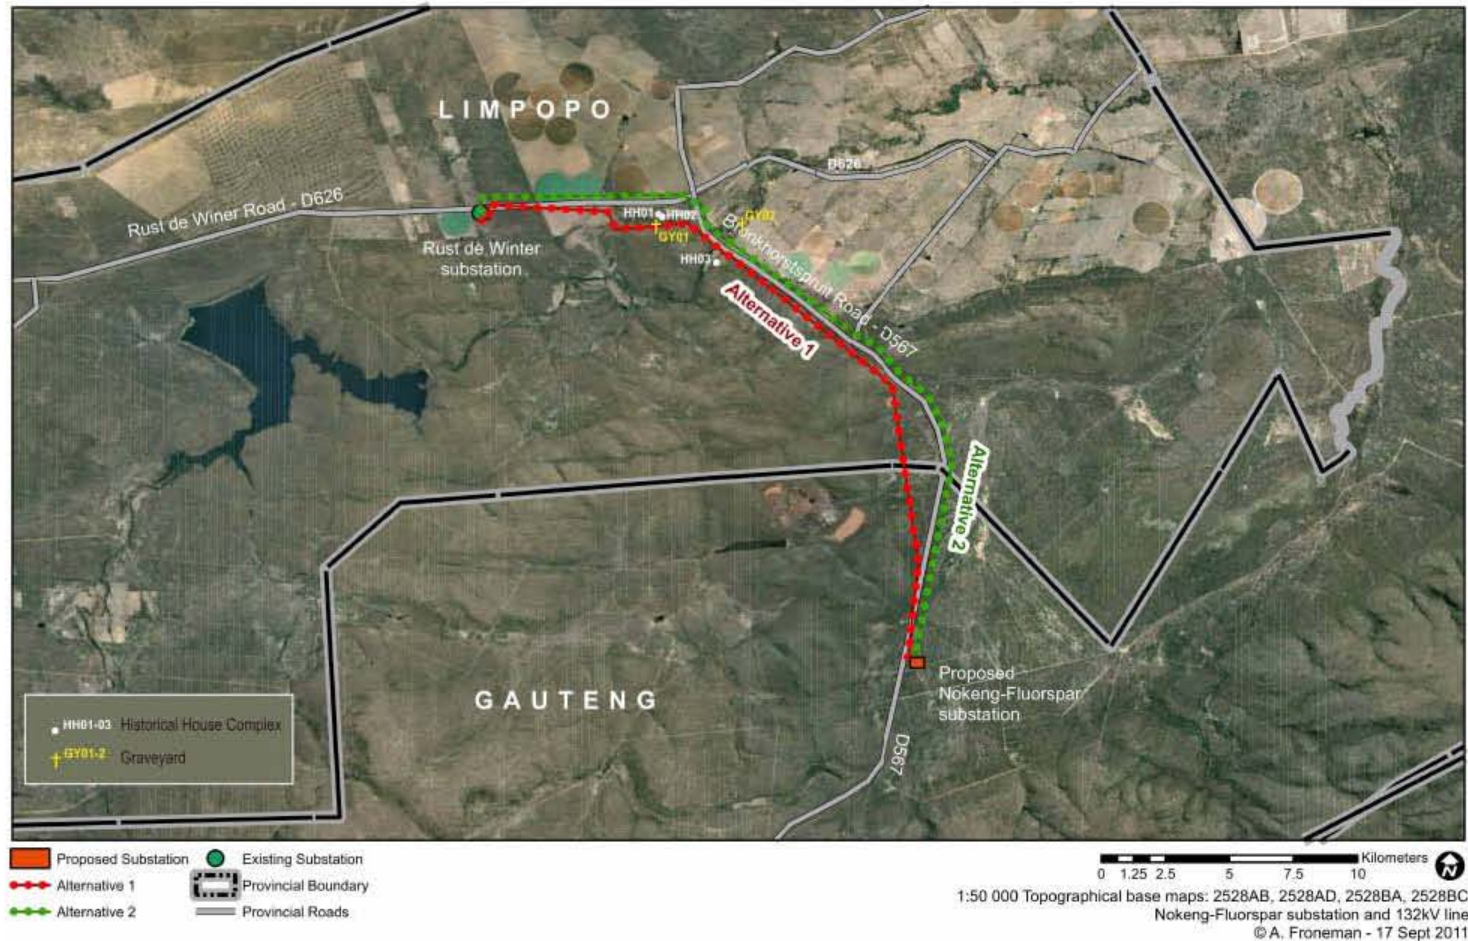 LIMPOPO
D626
Rust de Winer Road - D626
HH01
HH02
GY02
GY01
HH03
Rust de Winter
substation
Bronkhorstspruit Road - D567
Alternative 1
Alternative 2
Proposed
Nokeng-Fluorspar
substation
GAUTENG
D567
HH01-03 Historical House Complex
GY01-2 Graveyard
Proposed Substation
Existing Substation
Alternative 1
Provincial Boundary
Alternative 2
Provincial Roads
Kilometers
0 1.25 2.5 5 7.5 10
N
1:50 000 Topographical base maps: 2528AB, 2528AD, 2528BA, 2528BC
Nokeng-Fluorspar substation and 132kV line
© A. Froneman - 17 Sept 2011